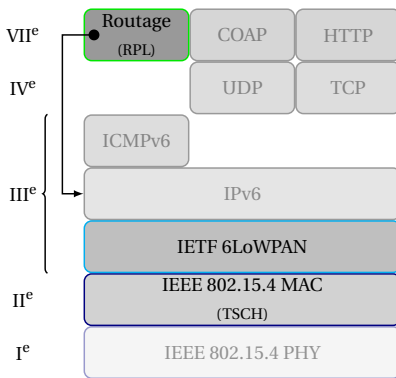 VIIᵉ
Routage
(RPL)
COAP
HTTP
IVᵉ
UDP
TCP
ICMPv6
IIIᵉ
IPv6
IETF 6LoWPAN
IEEE 802.15.4 MAC
(TSCH)
IIᵉ
Iᵉ
IEEE 802.15.4 PHY